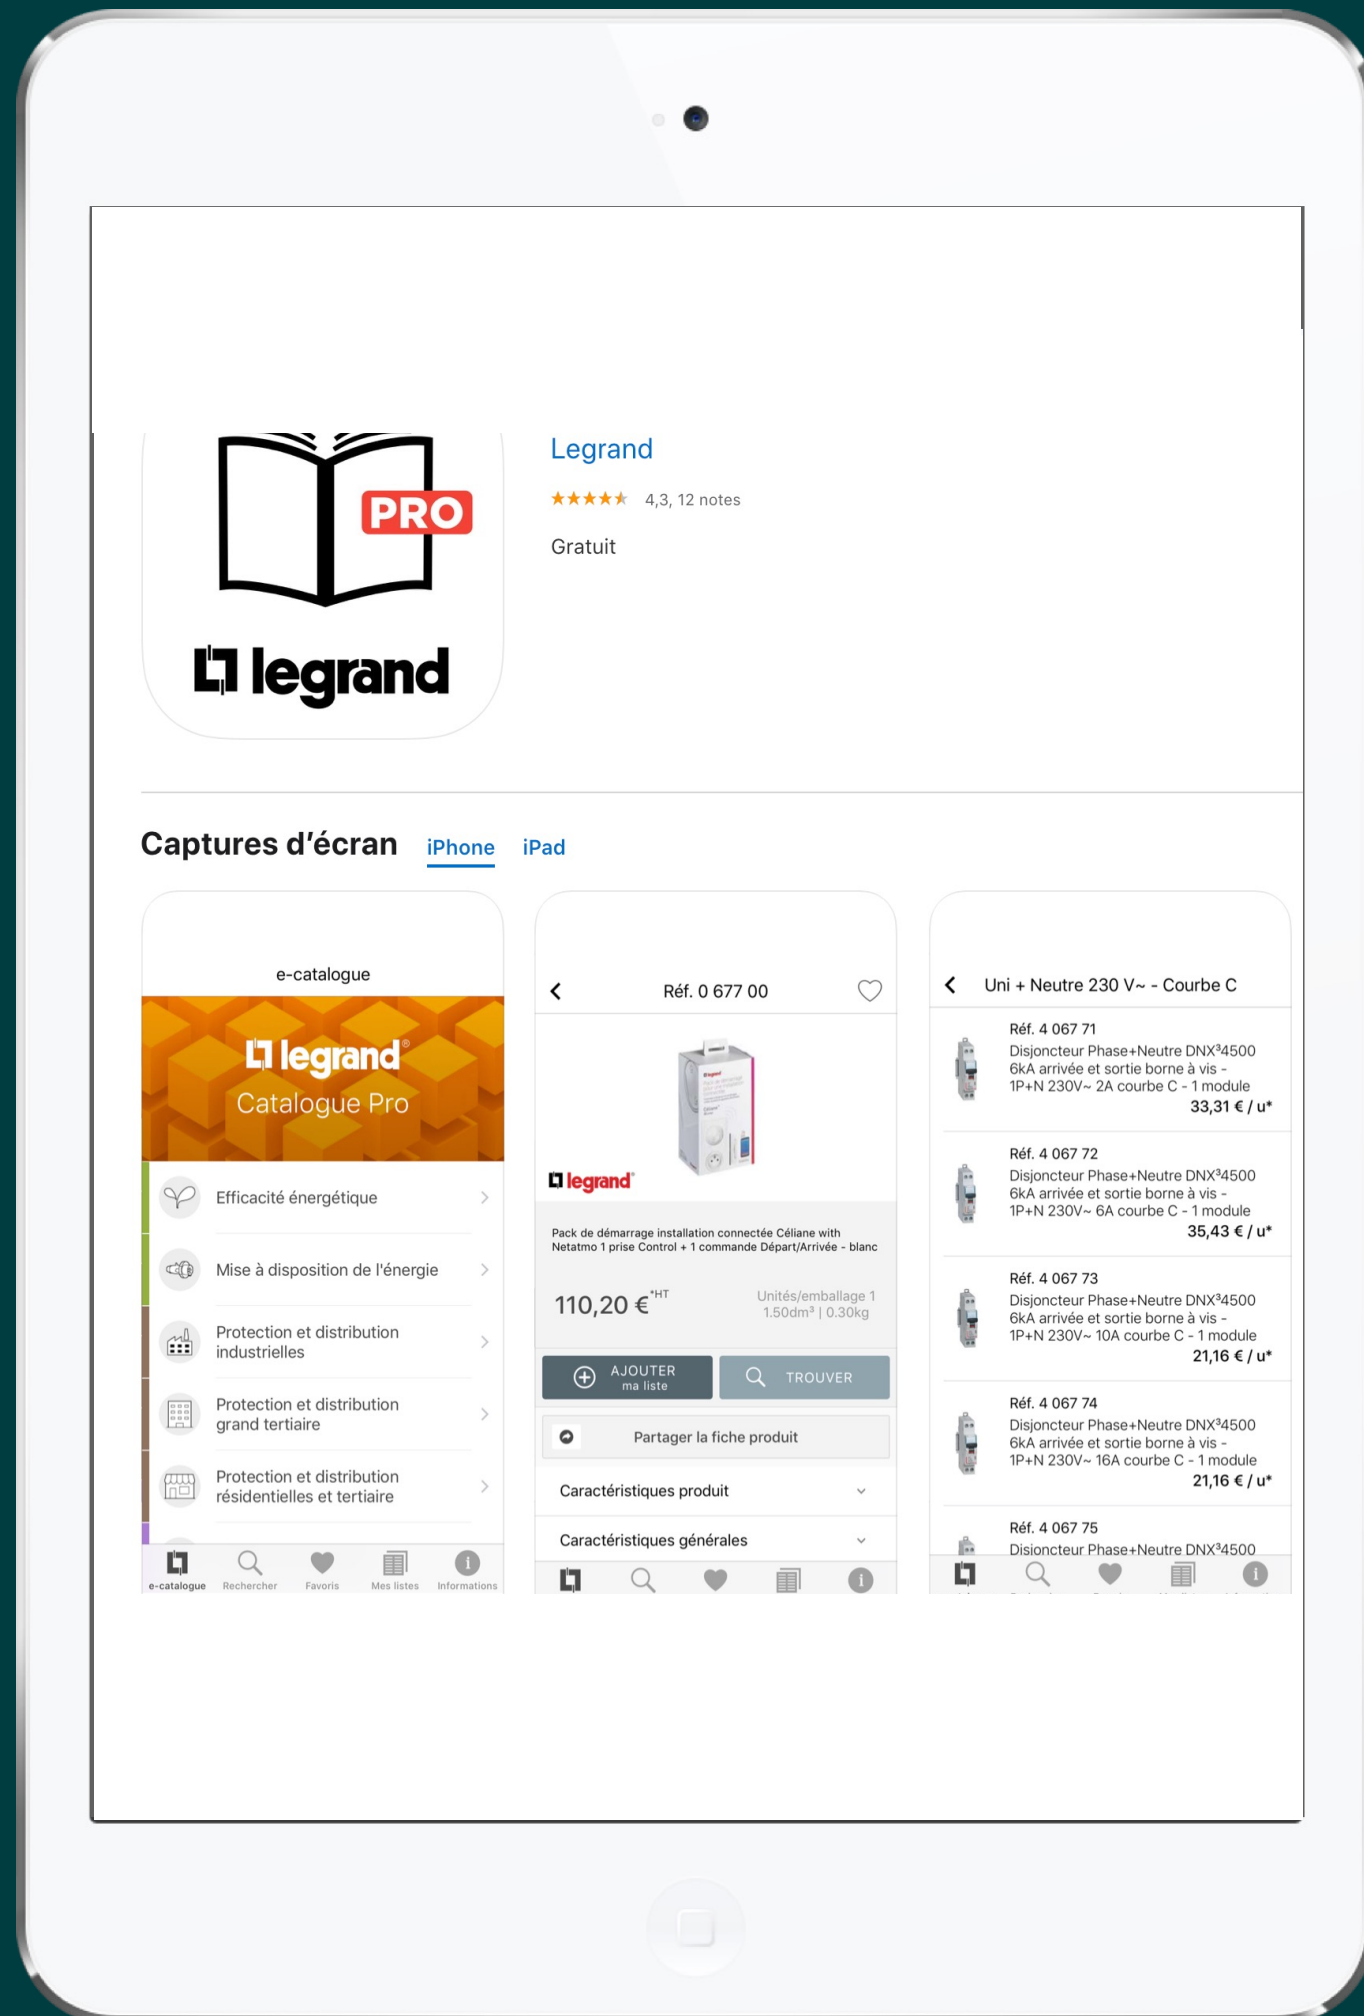 Legrand
4,3, 12 notes
PRO
Gratuit
legrand
Captures d'écran iPhone iPad
e-catalogue
legrand®
Catalogue Pro
Efficacité énergétique
Mise à disposition de l'énergie
Protection et distribution
industrielles
Protection et distribution
grand tertiaire
Protection et distribution
résidentielles et tertiaire
e-catalogue Rechercher Favoris Mes listes Informations
Réf. 0 677 00
legrand®
Pack de démarrage installation connectée Céliane with
Netatmo 1 prise Control + 1 commande Départ/Arrivée - blanc
110,20 €*HT
Unités/emballage 1
1.50dm³ | 0.30kg
AJOUTER
ma liste
TROUVER
Partager la fiche produit
Caractéristiques produit
Caractéristiques générales
Uni + Neutre 230 V~ - Courbe C
Réf. 4 067 71
Disjoncteur Phase+Neutre DNX³4500
6kA arrivée et sortie borne à vis -
1P+N 230V~ 2A courbe C - 1 module
33,31 € / u*
Réf. 4 067 72
Disjoncteur Phase+Neutre DNX³4500
6kA arrivée et sortie borne à vis -
1P+N 230V~ 6A courbe C - 1 module
35,43 € / u*
Réf. 4 067 73
Disjoncteur Phase+Neutre DNX³4500
6kA arrivée et sortie borne à vis -
1P+N 230V~ 10A courbe C - 1 module
21,16 € / u*
Réf. 4 067 74
Disjoncteur Phase+Neutre DNX³4500
6kA arrivée et sortie borne à vis -
1P+N 230V~ 16A courbe C - 1 module
21,16 € / u*
Réf. 4 067 75
Disjoncteur Phase+Neutre DNX³4500